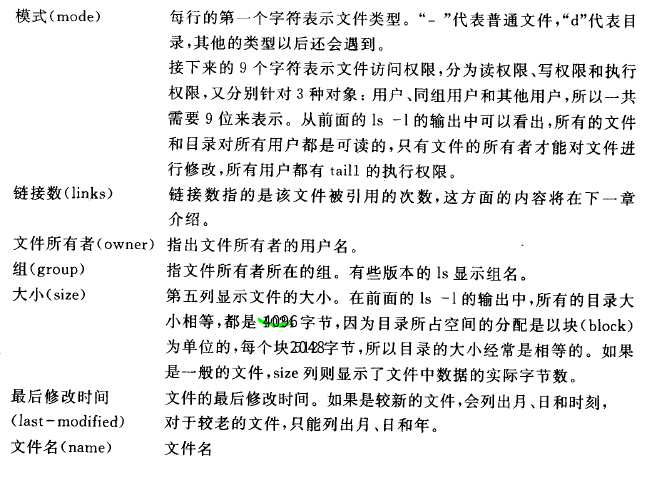 模式(mode) 每行的第一个字符表示文件类型。“-”代表普通文件,“d”代表目
录,其他的类型以后还会遇到。
接下来的 9 个字符表示文件访问权限,分为读权限、写权限和执行
权限,又分别针对 3 种对象:用户、同组用户和其他用户,所以一共
需要 9 位来表示。从前面的 ls -l 的输出中可以看出,所有的文件
和目录对所有用户都是可读的,只有文件的所有者才能对文件进
行修改,所有用户都有 tail1 的执行权限。
链接数(links) 链接数指的是该文件被引用的次数,这方面的内容将在下一章
介绍。
文件所有者(owner) 指出文件所有者的用户名。
组(group) 指文件所有者所在的组。有些版本的 ls 显示组名。
大小(size) 第五列显示文件的大小。在前面的 ls -l 的输出中,所有的目录大
小相等,都是 4096 字节,因为目录所占空间的分配是以块(block)
为单位的,每个块2048字节,所以目录的大小经常是相等的。如果
是一般的文件,size 列则显示了文件中数据的实际字节数。
最后修改时间 文件的最后修改时间。如果是较新的文件,会列出月、日和时刻,
(last-modified) 对于较老的文件,只能列出月、日和年。
文件名(name) 文件名